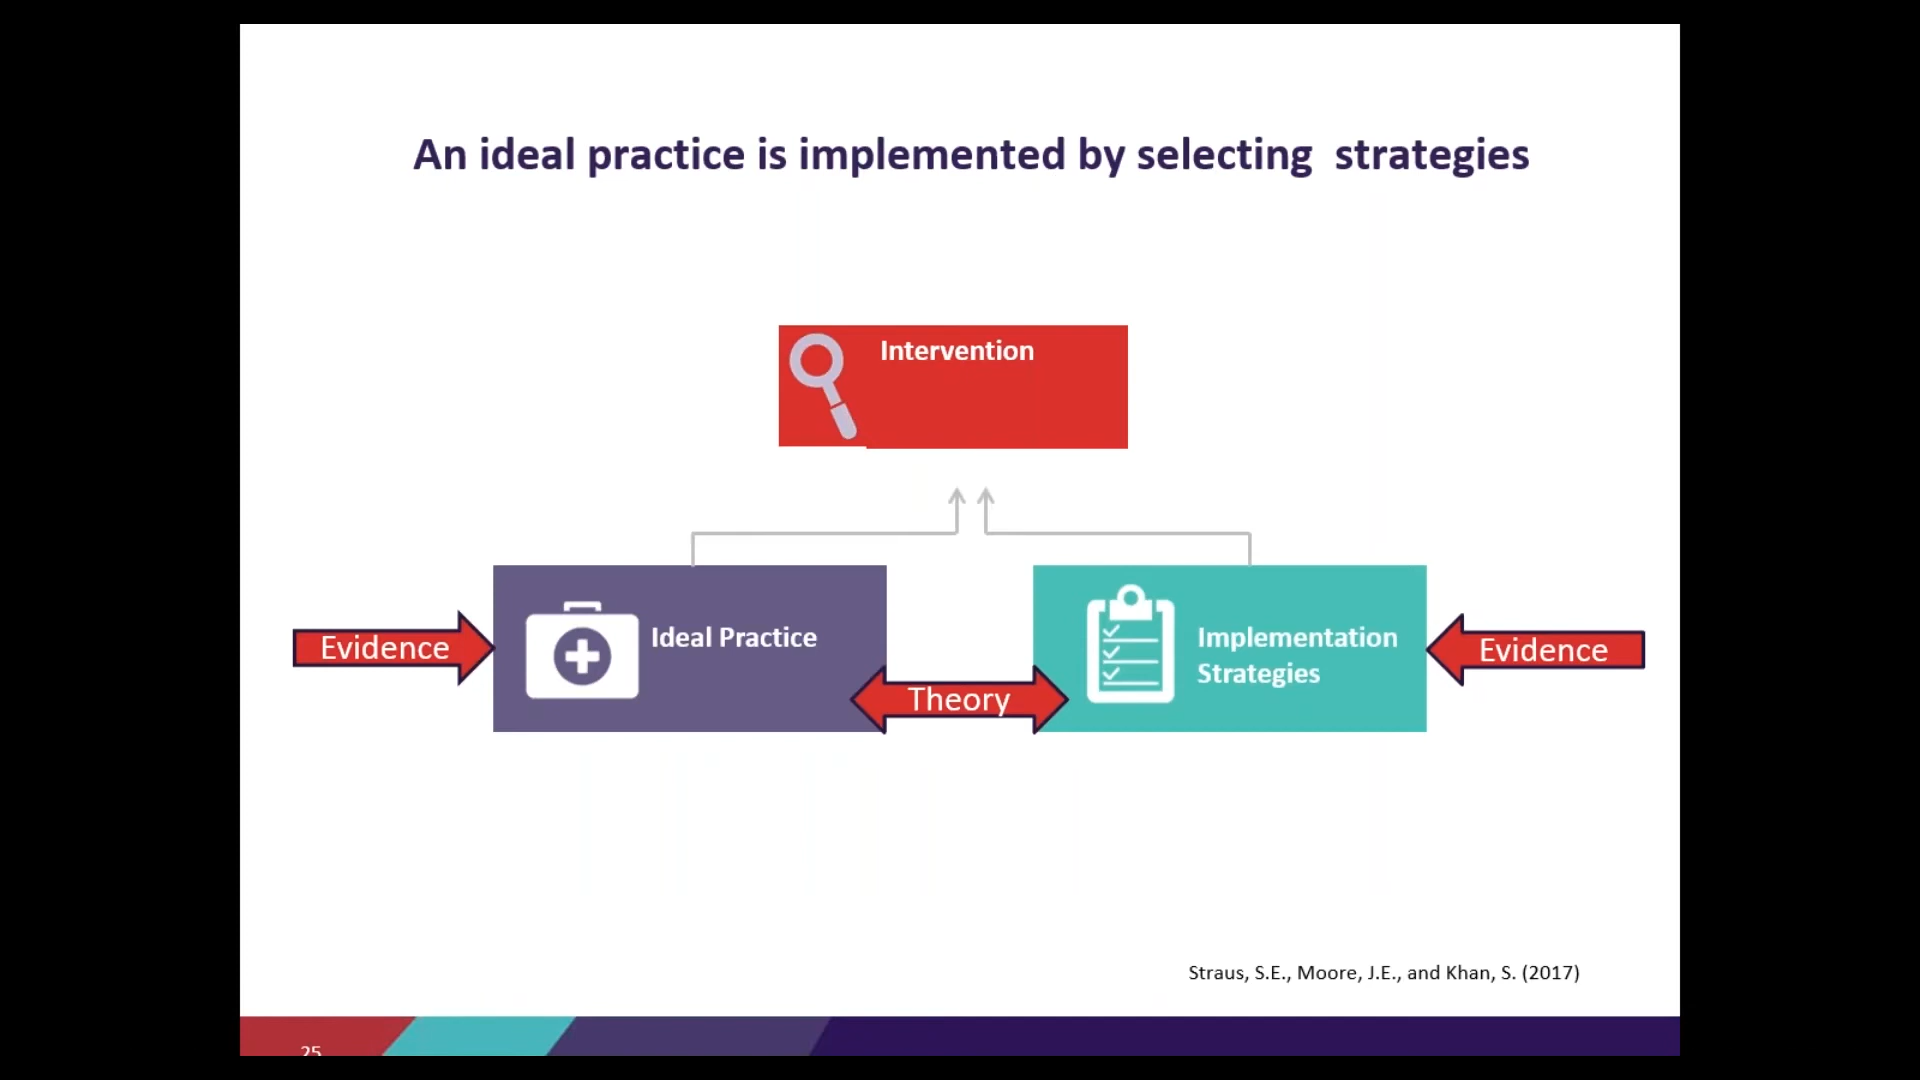 An ideal practice is implemented by selecting  strategies
Intervention
Evidence
Ideal Practice
Theory
Implementation
Strategies
Evidence
Straus, S.E., Moore, J.E., and Khan, S. (2017)
25